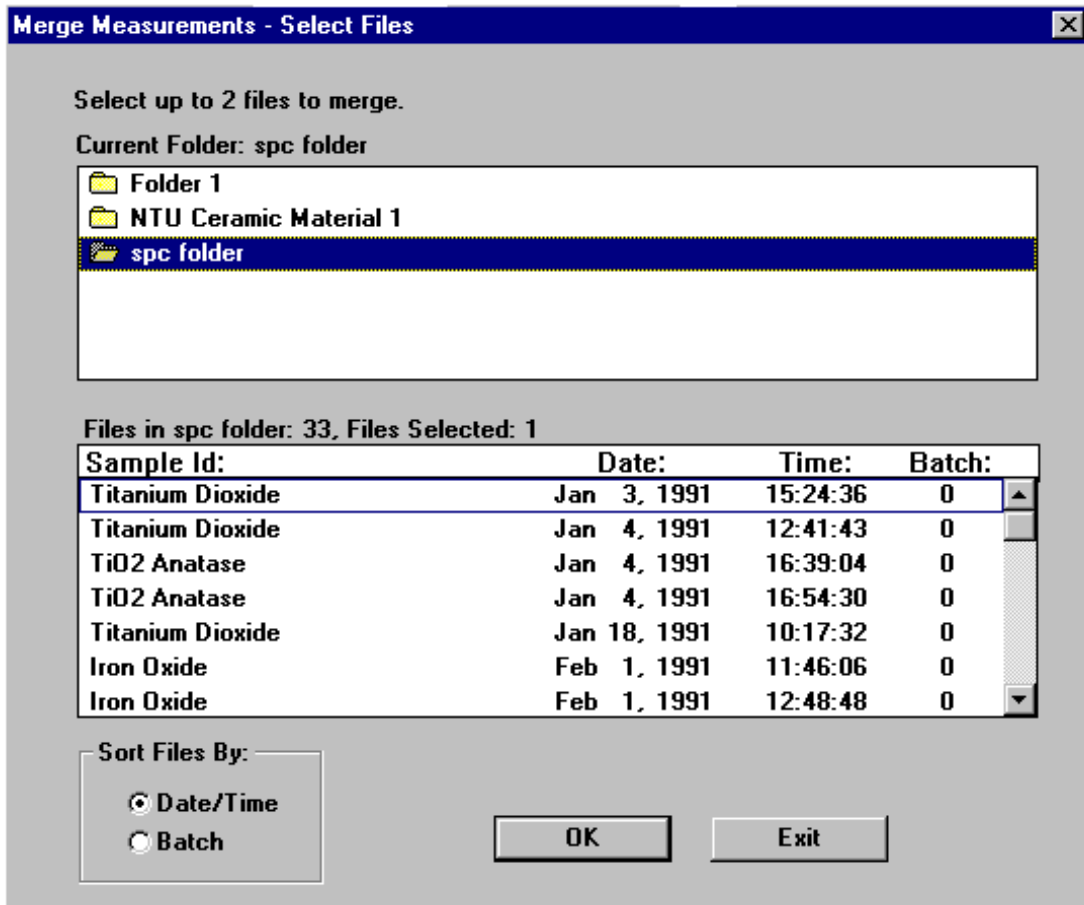 Merge Measurements - Select Files
Select up to 2 files to merge.
Current Folder: spc folder
Folder 1
NTU Ceramic Material 1
spc folder
Files in spc folder: 33, Files Selected: 1
Sample Id: Date: Time: Batch:
Titanium Dioxide Jan 3, 1991 15:24:36 0
Titanium Dioxide Jan 4, 1991 12:41:43 0
TiO2 Anatase Jan 4, 1991 16:39:04 0
TiO2 Anatase Jan 4, 1991 16:54:30 0
Titanium Dioxide Jan 18, 1991 10:17:32 0
Iron Oxide Feb 1, 1991 11:46:06 0
Iron Oxide Feb 1, 1991 12:48:48 0
Sort Files By:
Date/Time
Batch
OK Exit